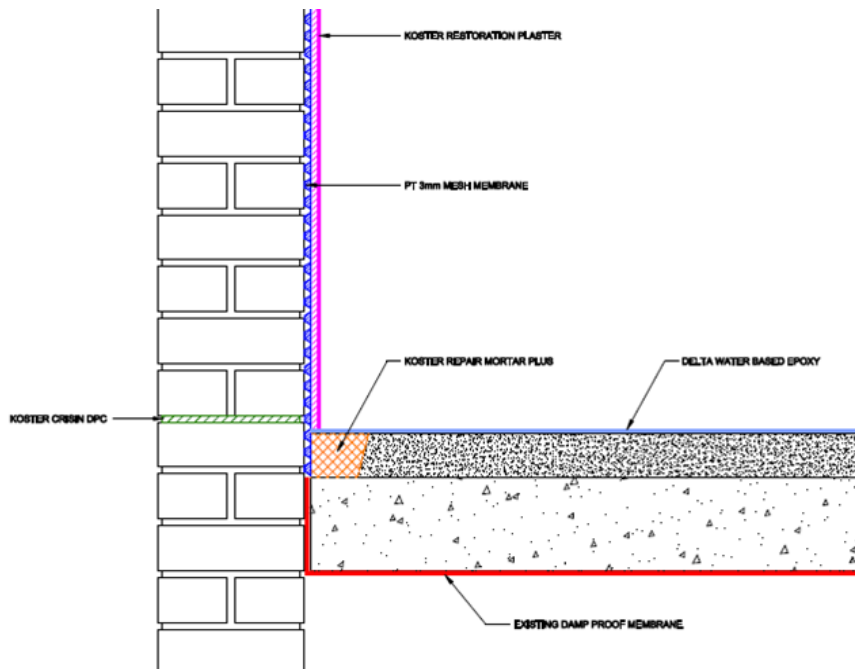 KOSTER RESTORATION PLASTER
PT 3mm MESH MEMBRANE
KOSTER REPAIR MORTAR PLUS
DELTA WATER BASED EPOXY
KOSTER CRISIN DPC
EXISTING DAMP PROOF MEMBRANE